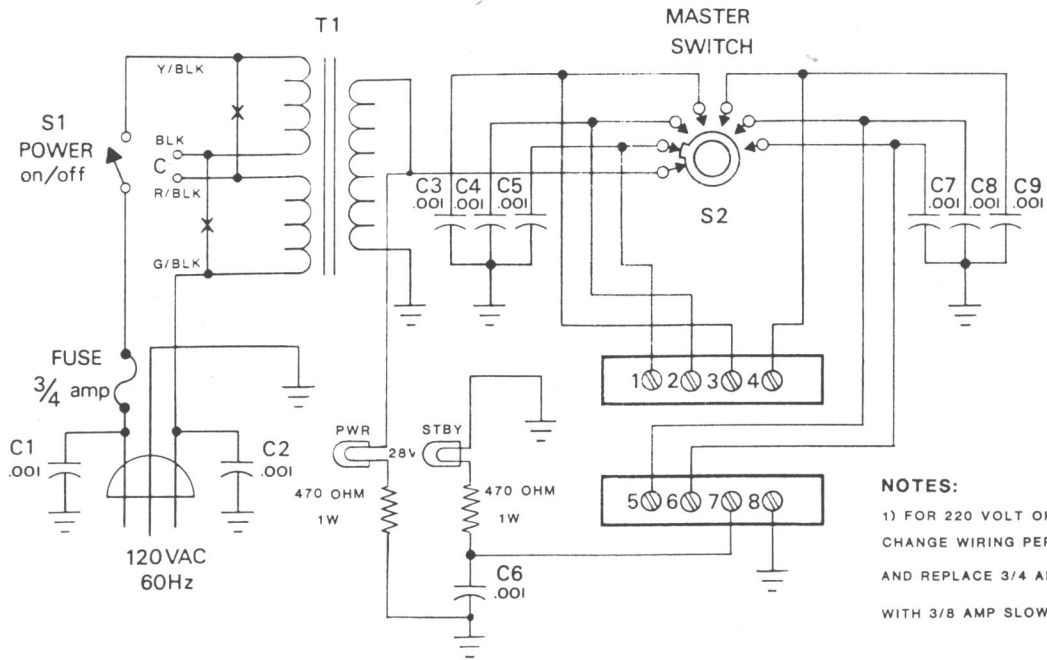 T1
MASTER
SWITCH
Y/BLK
S1
POWER
on/off
BLK
C
R/BLK
G/BLK
C3
.001
C4
.001
C5
S2
C7
.001
C8
.001
C9
.001
FUSE
3/4 amp
1 2 3 4
C1
.001
C2
.001
PWR
28V
STBY
470 OHM
1W
470 OHM
1W
5 6 7 8
120VAC
60Hz
C6
.001
NOTES:
1) FOR 220 VOLT
CHANGE WIRING PER
AND REPLACE 3/4
WITH 3/8 AMP SLOW